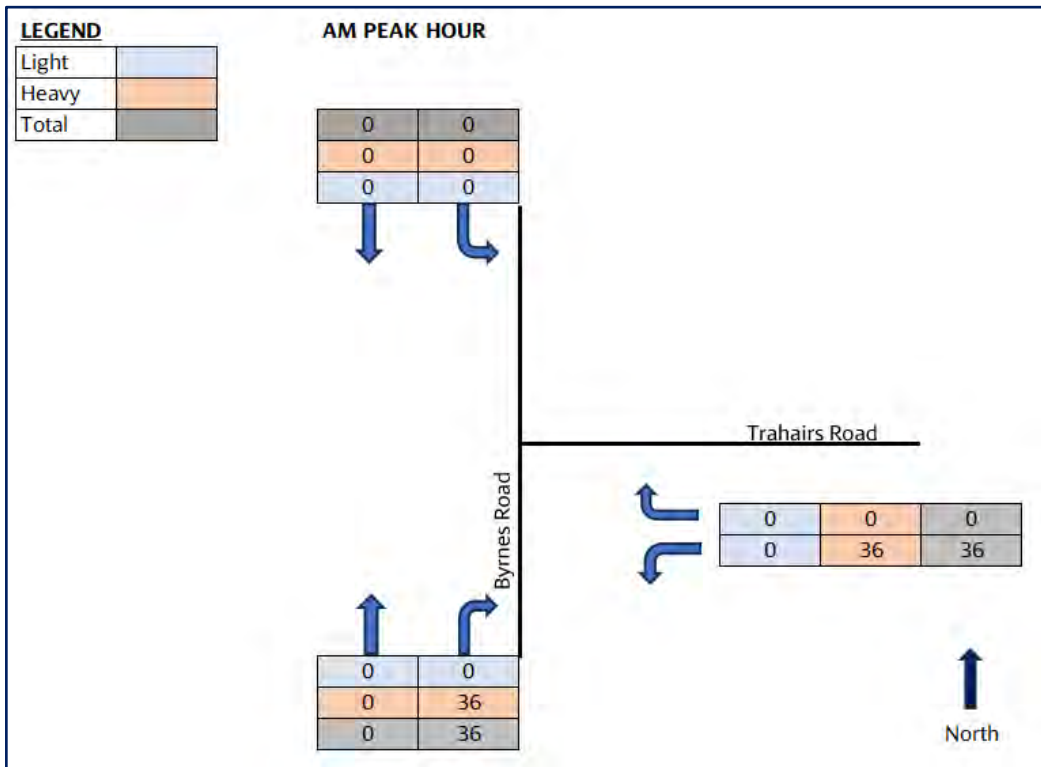 LEGEND
AM PEAK HOUR
Light
Heavy
Total
0 0
0 0
0 0
Trahairs Road
Byrnes Road
0 0 0
0 36 36
0 0
0 36
0 36
North